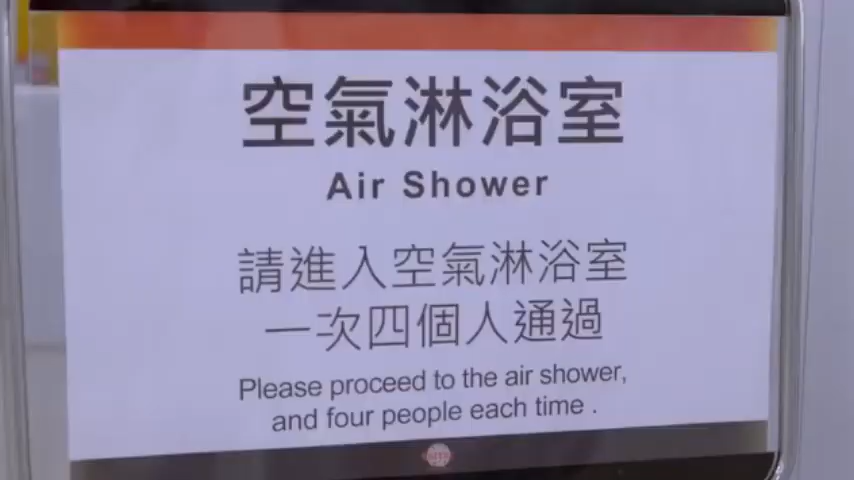 空氣淋浴室
Air Shower
請進入空氣淋浴室
一次四個人通過
Please proceed to the air shower,
and four people each time .